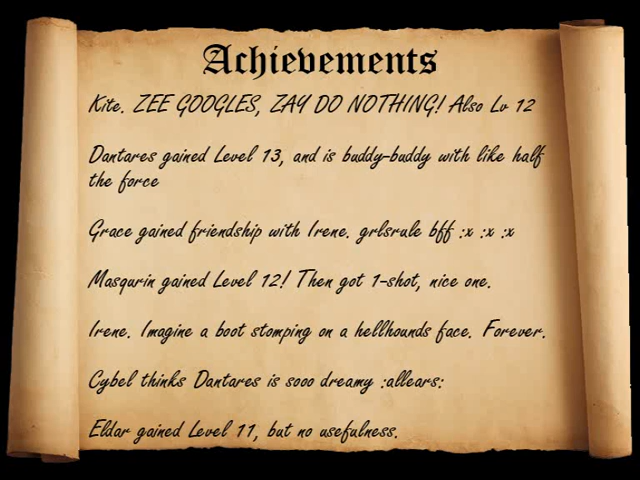 Achievements
Kite. ZEE GOOGLES, ZAY DO NOTHING! Also Lv 12
Dantares gained Level 13, and is buddy-buddy with like half
the force
Grace gained friendship with Irene. grlsrule bff :x :x :x
Masqurin gained Level 12! Then got 1-shot, nice one.
Irene. Imagine a boot stomping on a hellhounds face. Forever.
Cybel thinks Dantares is sooo dreamy :allears:
Eldar gained Level 11, but no usefulness.